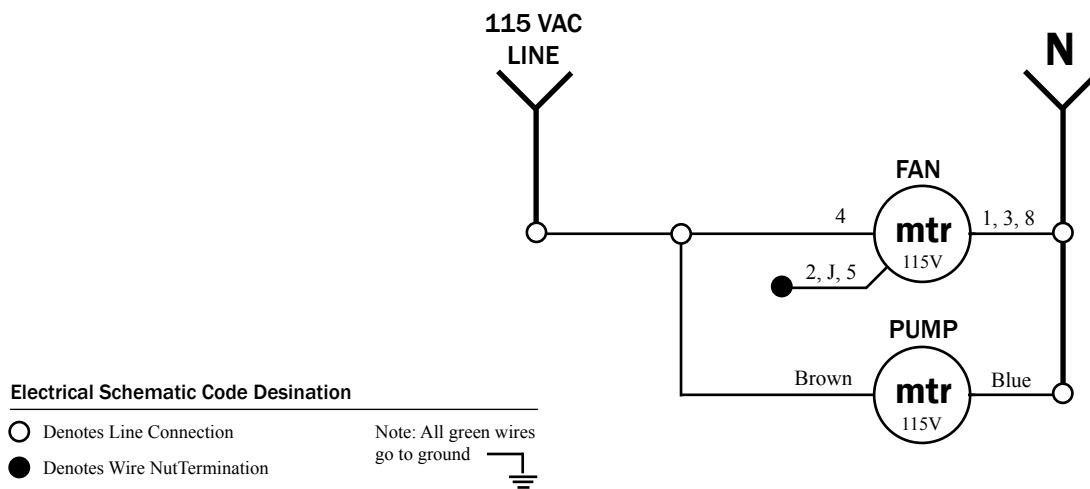 115 VAC
LINE
N
FAN
4
mtr
115V
1, 3, 8
2, J, 5
PUMP
Brown
mtr
115V
Blue
Electrical Schematic Code Desination
Denotes Line Connection
Denotes Wire NutTermination
Note: All green wires
go to ground